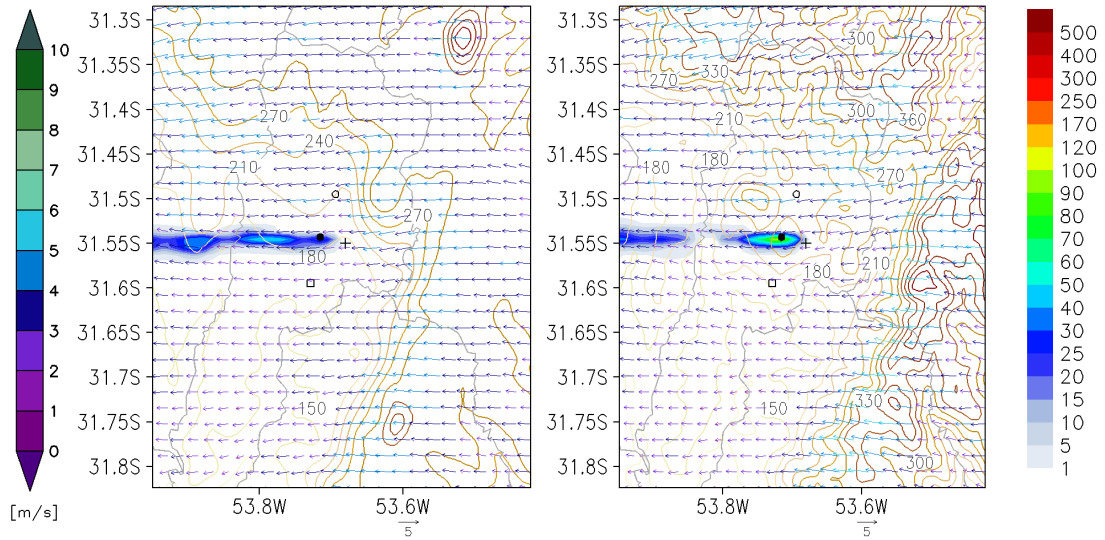 10
9
8
7
6
5
4
3
2
1
0
[m/s]
31.3S
31.35S
31.4S
31.45S
31.5S
31.55S
31.6S
31.65S
31.7S
31.75S
31.8S
270
240
210
270
180
150
53.8W
53.6W
5
31.3S
31.35S
31.4S
31.45S
31.5S
31.55S
31.6S
31.65S
31.7S
31.75S
31.8S
300
330
270
210
300
360
180
180
270
210
180
330
150
300
53.8W
53.6W
5
500
400
300
250
170
120
100
90
80
70
60
50
40
30
25
20
15
10
5
1